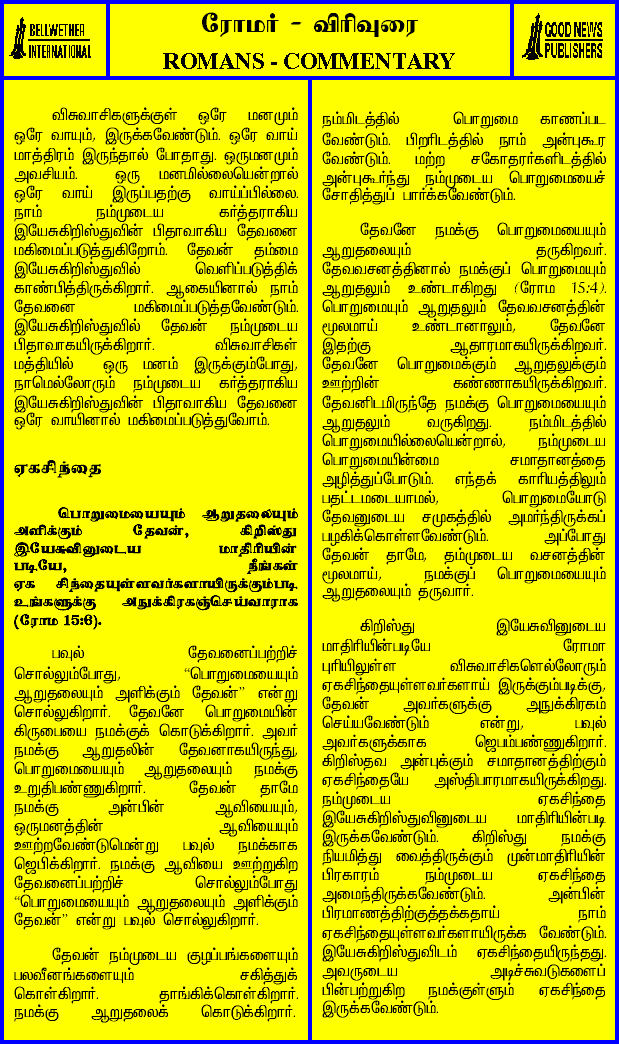 BELLWETHER
INTERNATIONAL
ரோமர் - விரிவுரை
ROMANS - COMMENTARY
GOOD NEWS
PUBLISHERS
விசுவாசிகளுக்குள் ஒரே மனமும்
ஒரே வாயும், இருக்கவேண்டும். ஒரே வாய்
மாத்திரம் இருந்தால் போதாது. ஒருமனமும்
அவசியம். ஒரு மனமில்லையென்றால்
ஒரே வாய் இருப்பதற்கு வாய்ப்பில்லை.
நாம் நம்முடைய கர்த்தராகிய
இயேசுகிறிஸ்துவின் பிதாவாகிய தேவனை
மகிமைப்படுத்துகிறோம். தேவன் தம்மை
இயேசுகிறிஸ்துவில் வெளிப்படுத்திக்
காண்பித்திருக்கிறார். ஆகையினால் நாம்
தேவனை மகிமைப்படுத்தவேண்டும்.
இயேசுகிறிஸ்துவில் தேவன் நம்முடைய
பிதாவாகயிருக்கிறார். விசுவாசிகள்
மத்தியில் ஒரு மனம் இருக்கும்போது,
நாமெல்லோரும் நம்முடைய கர்த்தராகிய
இயேசுகிறிஸ்துவின் பிதாவாகிய தேவனை
ஒரே வாயினால் மகிமைப்படுத்துவோம்.
ஏகசிந்தை
பொறுமையையும் ஆறுதலையும்
அளிக்கும் தேவன், கிறிஸ்து
இயேசுவினுடைய மாதிரியின்
படியே, நீங்கள்
ஏக சிந்தையுள்ளவர்களாயிருக்கும்படி
உங்களுக்கு அநுக்கிரகஞ்செய்வாராக
(ரோம 15:6).
பவுல் தேவனைப்பற்றிச்
சொல்லும்போது, “பொறுமையையும்
ஆறுதலையும் அளிக்கும் தேவன்” என்று
சொல்லுகிறார். தேவனே பொறுமையின்
கிருபையை நமக்குக் கொடுக்கிறார். அவர்
நமக்கு ஆறுதலின் தேவனாகயிருந்து,
பொறுமையையும் ஆறுதலையும் நமக்கு
உறுதிபண்ணுகிறார். தேவன் தாமே
நமக்கு அன்பின் ஆவியையும்,
ஒருமனத்தின் ஆவியையும்
ஊற்றவேண்டுமென்று பவுல் நமக்காக
ஜெபிக்கிறார். நமக்கு ஆவியை ஊற்றுகிற
தேவனைப்பற்றிச் சொல்லும்போது
“பொறுமையையும் ஆறுதலையும் அளிக்கும்
தேவன்” என்று பவுல் சொல்லுகிறார்.
தேவன் நம்முடைய குழப்பங்களையும்
பலவீனங்களையும் சகித்துக்
கொள்கிறார். தாங்கிக்கொள்கிறார்.
நமக்கு ஆறுதலைக் கொடுக்கிறார்.
நம்மிடத்தில் பொறுமை காணப்பட
வேண்டும். பிறரிடத்தில் நாம் அன்புகூர
வேண்டும். மற்ற சகோதரர்களிடத்தில்
அன்புகூர்ந்து நம்முடைய பொறுமையைச்
சோதித்துப் பார்க்கவேண்டும்.
தேவனே நமக்கு பொறுமையையும்
ஆறுதலையும் தருகிறவர்.
தேவவசனத்தினால் நமக்குப் பொறுமையும்
ஆறுதலும் உண்டாகிறது (ரோம 15:4).
பொறுமையும் ஆறுதலும் தேவவசனத்தின்
மூலமாய் உண்டானாலும், தேவனே
இதற்கு ஆதாரமாகயிருக்கிறவர்.
தேவனே பொறுமைக்கும் ஆறுதலுக்கும்
ஊற்றின் கண்ணாகயிருக்கிறவர்.
தேவனிடமிருந்தே நமக்கு பொறுமையையும்
ஆறுதலும் வருகிறது. நம்மிடத்தில்
பொறுமையில்லையென்றால், நம்முடைய
பொறுமையின்மை சமாதானத்தை
அழித்துப்போடும். எந்தக் காரியத்திலும்
பதட்டமடையாமல், பொறுமையோடு
தேவனுடைய சமுகத்தில் அமர்ந்திருக்கப்
பழகிக்கொள்ளவேண்டும். அப்போது
தேவன் தாமே, தம்முடைய வசனத்தின்
மூலமாய், நமக்குப் பொறுமையையும்
ஆறுதலையும் தருவார்.
கிறிஸ்து இயேசுவினுடைய
மாதிரியின்படியே ரோமா
புரியிலுள்ள விசுவாசிகளெல்லோரும்
ஏகசிந்தையுள்ளவர்களாய் இருக்கும்படிக்கு,
தேவன் அவர்களுக்கு அநுக்கிரகம்
செய்யவேண்டும் என்று, பவுல்
அவர்களுக்காக ஜெபம்பண்ணுகிறார்.
கிறிஸ்தவ அன்புக்கும் சமாதானத்திற்கும்
ஏகசிந்தையே அஸ்திபாரமாகயிருக்கிறது.
நம்முடைய ஏகசிந்தை
இயேசுகிறிஸ்துவினுடைய மாதிரியின்படி
இருக்கவேண்டும். கிறிஸ்து நமக்கு
நியமித்து வைத்திருக்கும் முன்மாதிரியின்
பிரகாரம் நம்முடைய ஏகசிந்தை
அமைந்திருக்கவேண்டும். அன்பின்
பிரமாணத்திற்குத்தக்கதாய் நாம்
ஏகசிந்தையுள்ளவர்களாயிருக்க வேண்டும்.
இயேசுகிறிஸ்துவிடம் ஏகசிந்தையிருந்தது.
அவருடைய அடிச்சுவடுகளைப்
பின்பற்றுகிற நமக்குள்ளும் ஏகசிந்தை
இருக்கவேண்டும்.